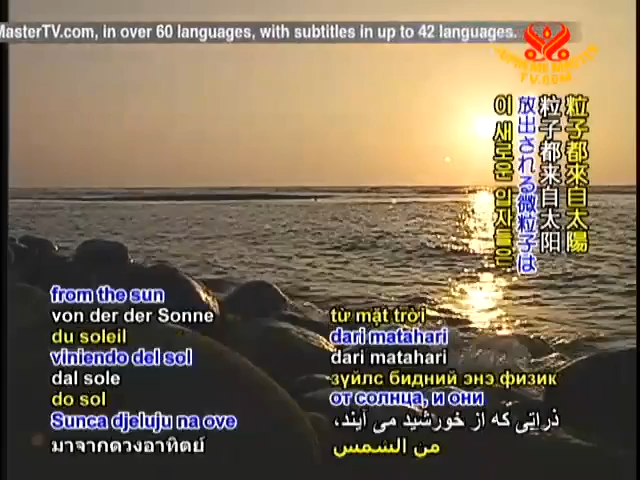 MasterTV.com, in over 60 languages, with subtitles in up to 42 languages.
SUPREME MASTER
TV.COM
粒子都來自太陽
粒子都来自太阳
放出される微粒子は
이 새로운 입자들은
from the sun
von der der Sonne
du soleil
viniendo del sol
dal sole
do sol
Sunca djeluju na ove
มาจากดวงอาทิตย์
từ mặt trời
dari matahari
dari matahari
зүйлс бидний энэ физик
от солнца, и они
ذراتی که از خورشید می آیند،
من الشمس